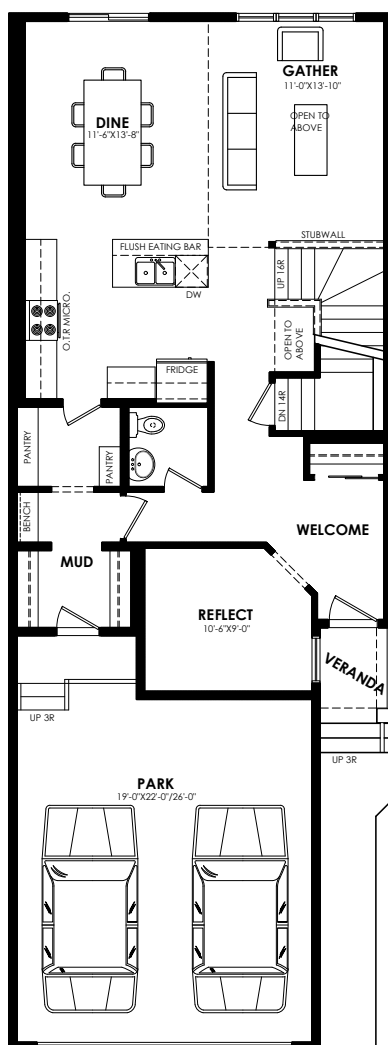 GATHER
11'-0"X13'-10"
OPEN TO
ABOVE
DINE
11'-6"X13'-8"
STUBWALL
FLUSH EATING BAR
UP 16R
DW
O.T.R MICRO.
OPEN TO
ABOVE
FRIDGE
DN 14R
PANTRY
PANTRY
BENCH
WELCOME
MUD
REFLECT
10'-6"X9'-0"
VERANDA
UP 3R
UP 3R
PARK
19'-0"X22'-0"/26'-0"